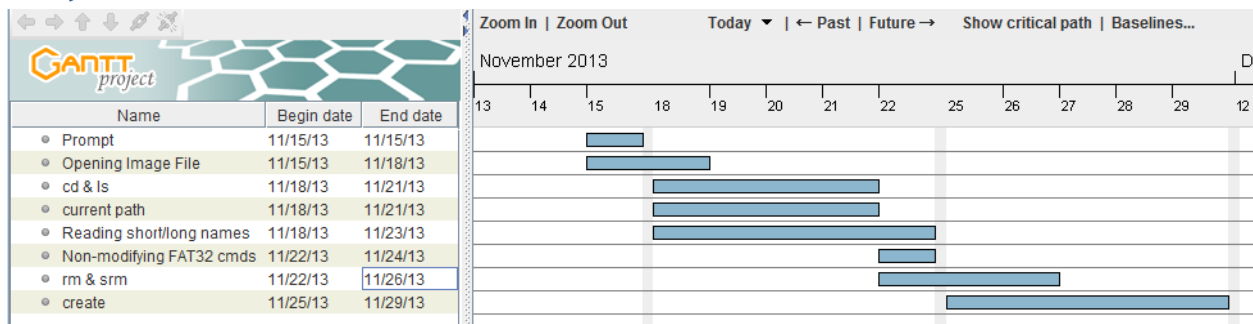 Zoom In | Zoom Out Today ▼ | ← Past | Future → Show critical path | Baselines...
GANTT
project
November 2013 D
13 14 15 18 19 20 21 22 25 26 27 28 29 12
Name Begin date End date
Prompt 11/15/13 11/15/13
Opening Image File 11/15/13 11/18/13
cd & ls 11/18/13 11/21/13
current path 11/18/13 11/21/13
Reading short/long names 11/18/13 11/23/13
Non-modifying FAT32 cmds 11/22/13 11/24/13
rm & srm 11/22/13 11/26/13
create 11/25/13 11/29/13